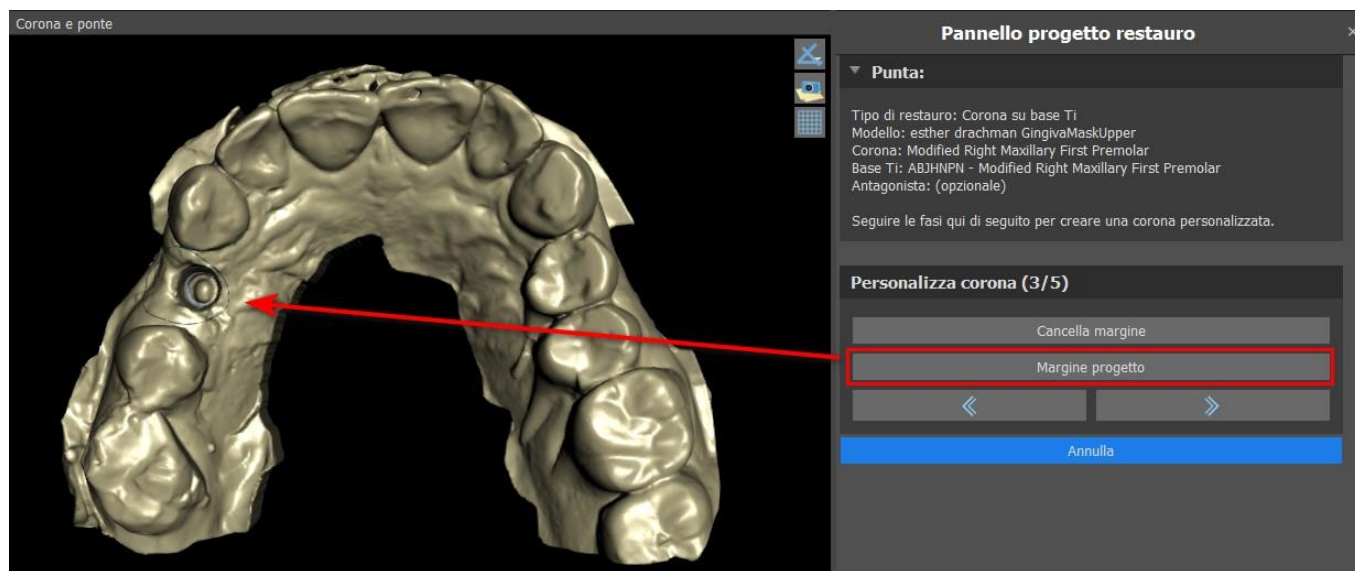 Corona e ponte
Pannello progetto restauro
Punta:
Tipo di restauro: Corona su base Ti
Modello: esther drachman GingivaMaskUpper
Corona: Modified Right Maxillary First Premolar
Base Ti: ABJHNPN - Modified Right Maxillary First Premolar
Antagonista: (opzionale)
Seguire le fasi qui di seguito per creare una corona personalizzata.
Personalizza corona (3/5)
Cancella margine
Margine progetto
Annulla